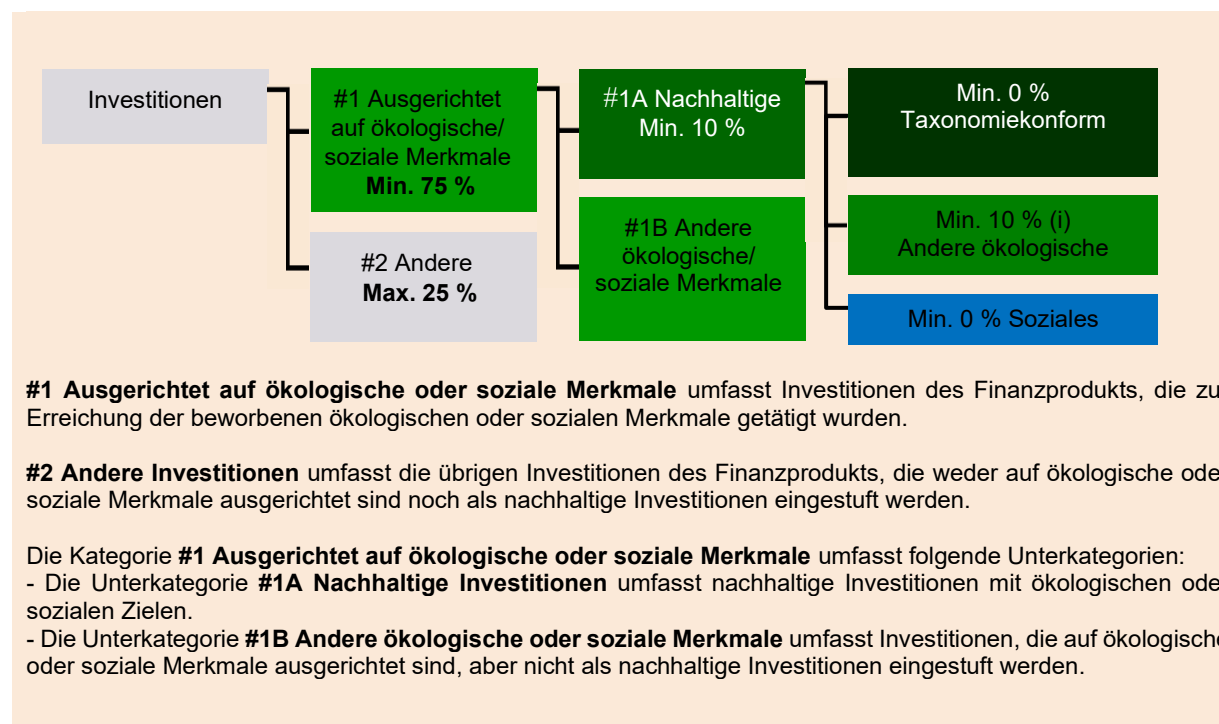 Investitionen
#1 Ausgerichtet
auf ökologische/
soziale Merkmale
Min. 75 %
#2 Andere
Max. 25 %
#1A Nachhaltige
Min. 10 %
#1B Andere
ökologische/
soziale Merkmale
Min. 0 %
Taxonomiekonform
Min. 10 % (i)
Andere ökologische
Min. 0 % Soziales
#1 Ausgerichtet auf ökologische oder soziale Merkmale umfasst Investitionen des Finanzprodukts, die zu
Erreichung der beworbenen ökologischen oder sozialen Merkmale getätigt wurden.
#2 Andere Investitionen umfasst die übrigen Investitionen des Finanzprodukts, die weder auf ökologische ode
soziale Merkmale ausgerichtet sind noch als nachhaltige Investitionen eingestuft werden.
Die Kategorie #1 Ausgerichtet auf ökologische oder soziale Merkmale umfasst folgende Unterkategorien:
- Die Unterkategorie #1A Nachhaltige Investitionen umfasst nachhaltige Investitionen mit ökologischen ode
sozialen Zielen.
- Die Unterkategorie #1B Andere ökologische oder soziale Merkmale umfasst Investitionen, die auf ökologische
oder soziale Merkmale ausgerichtet sind, aber nicht als nachhaltige Investitionen eingestuft werden.